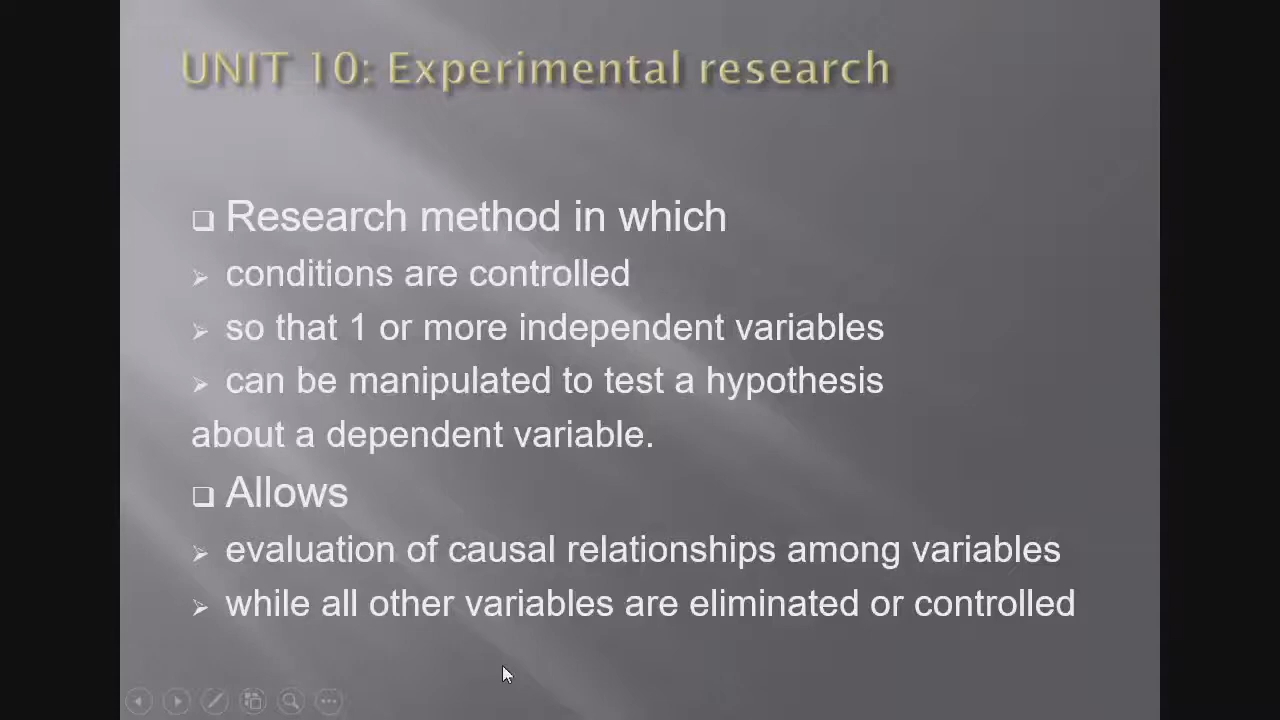 UNIT 10: Experimental research
Research method in which
conditions are controlled
so that 1 or more independent variables
can be manipulated to test a hypothesis
about a dependent variable.
Allows
evaluation of causal relationships among variables
while all other variables are eliminated or controlled